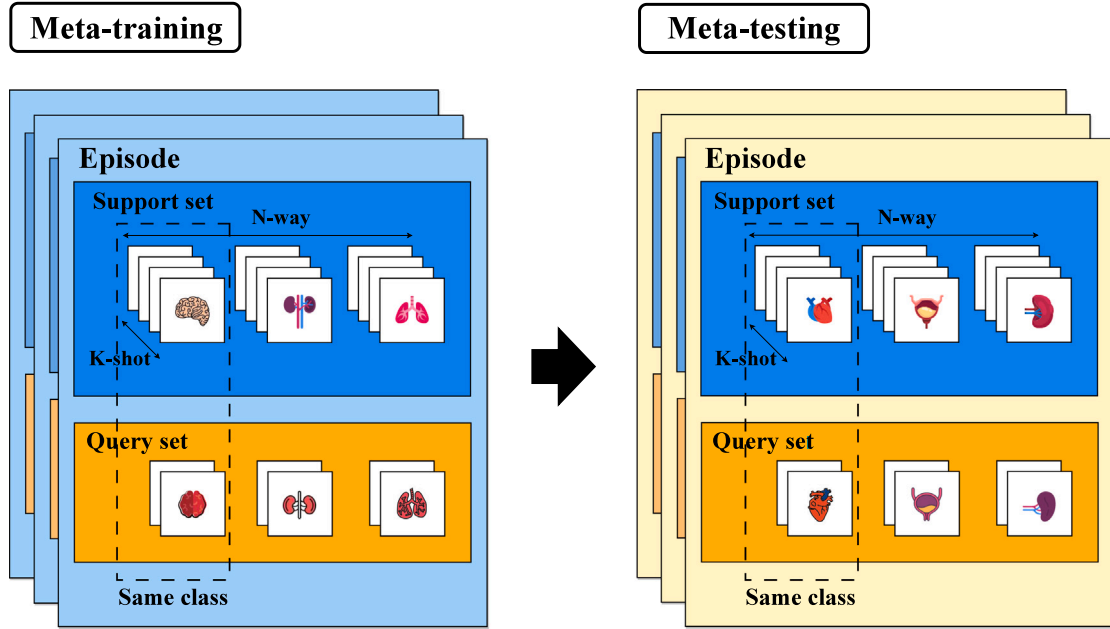 Meta-training
Meta-testing
Episode
Support set
N-way
K-shot
Query set
Same class
Episode
Support set
N-way
K-shot
Query set
Same class